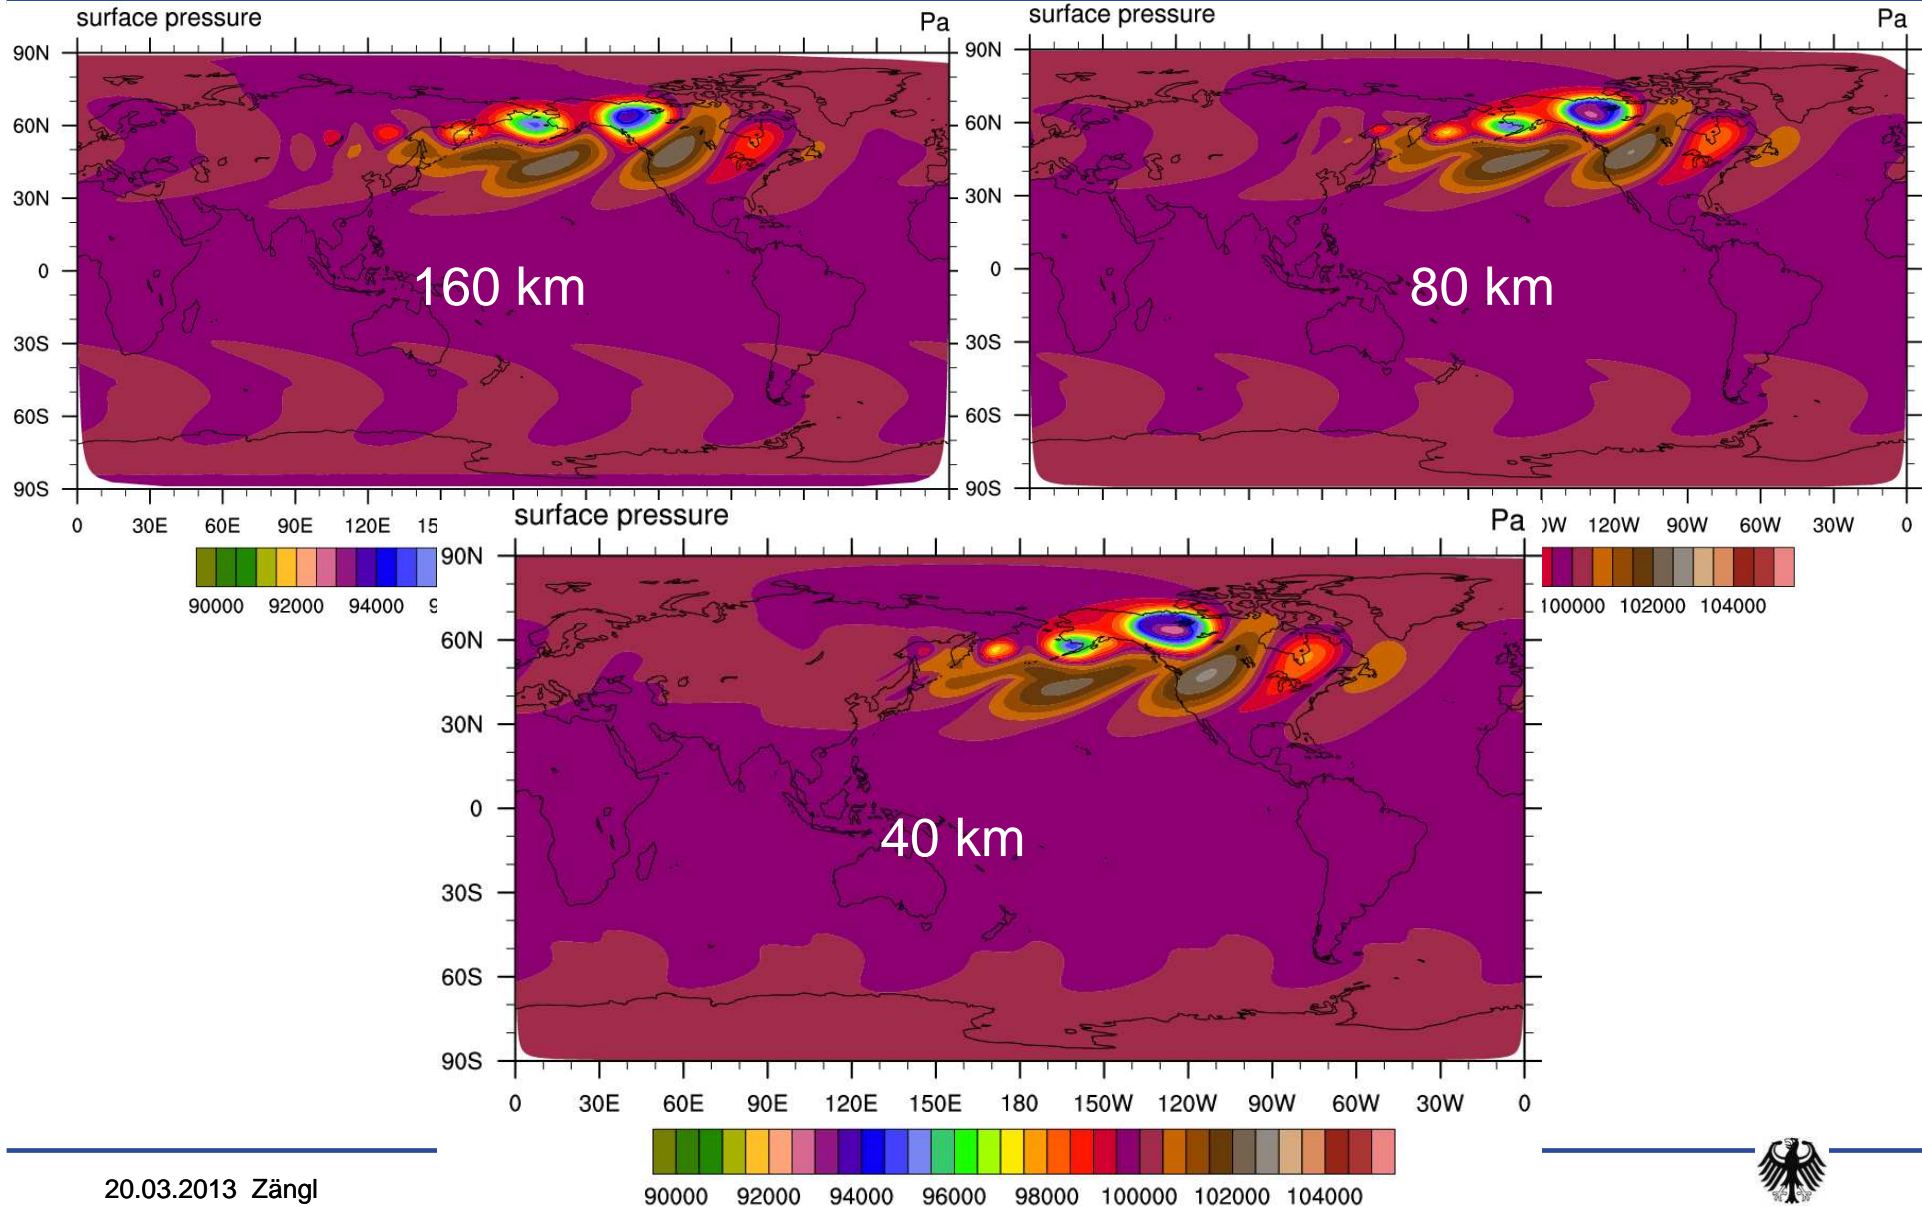 surface pressure Pa
90N
60N
30N
0
30S
60S
90S
0 30E 60E 90E 120E 15
90000 92000 94000 9
160 km
surface pressure Pa
90N
60N
30N
0
30S
60S
90S
0W 120W 90W 60W 30W 0
100000 102000 104000
80 km
surface pressure Pa
90N
60N
30N
0
30S
60S
90S
0 30E 60E 90E 120E 150E 180 150W 120W 90W 60W 30W 0
90000 92000 94000 96000 98000 100000 102000 104000
40 km
20.03.2013 Zängl